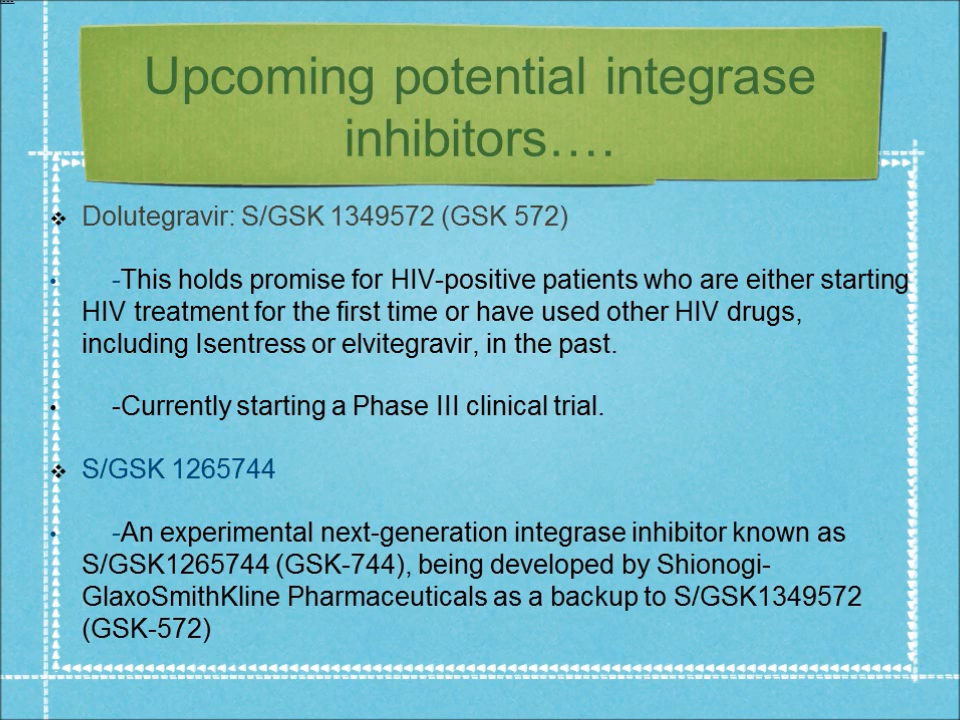 Upcoming potential integrase
inhibitors….
❖ Dolutegravir: S/GSK 1349572 (GSK 572)
• -This holds promise for HIV-positive patients who are either starting
HIV treatment for the first time or have used other HIV drugs,
including Isentress or elvitegravir, in the past.
• -Currently starting a Phase III clinical trial.
❖ S/GSK 1265744
• -An experimental next-generation integrase inhibitor known as
S/GSK1265744 (GSK-744), being developed by Shionogi-
GlaxoSmithKline Pharmaceuticals as a backup to S/GSK1349572
(GSK-572)